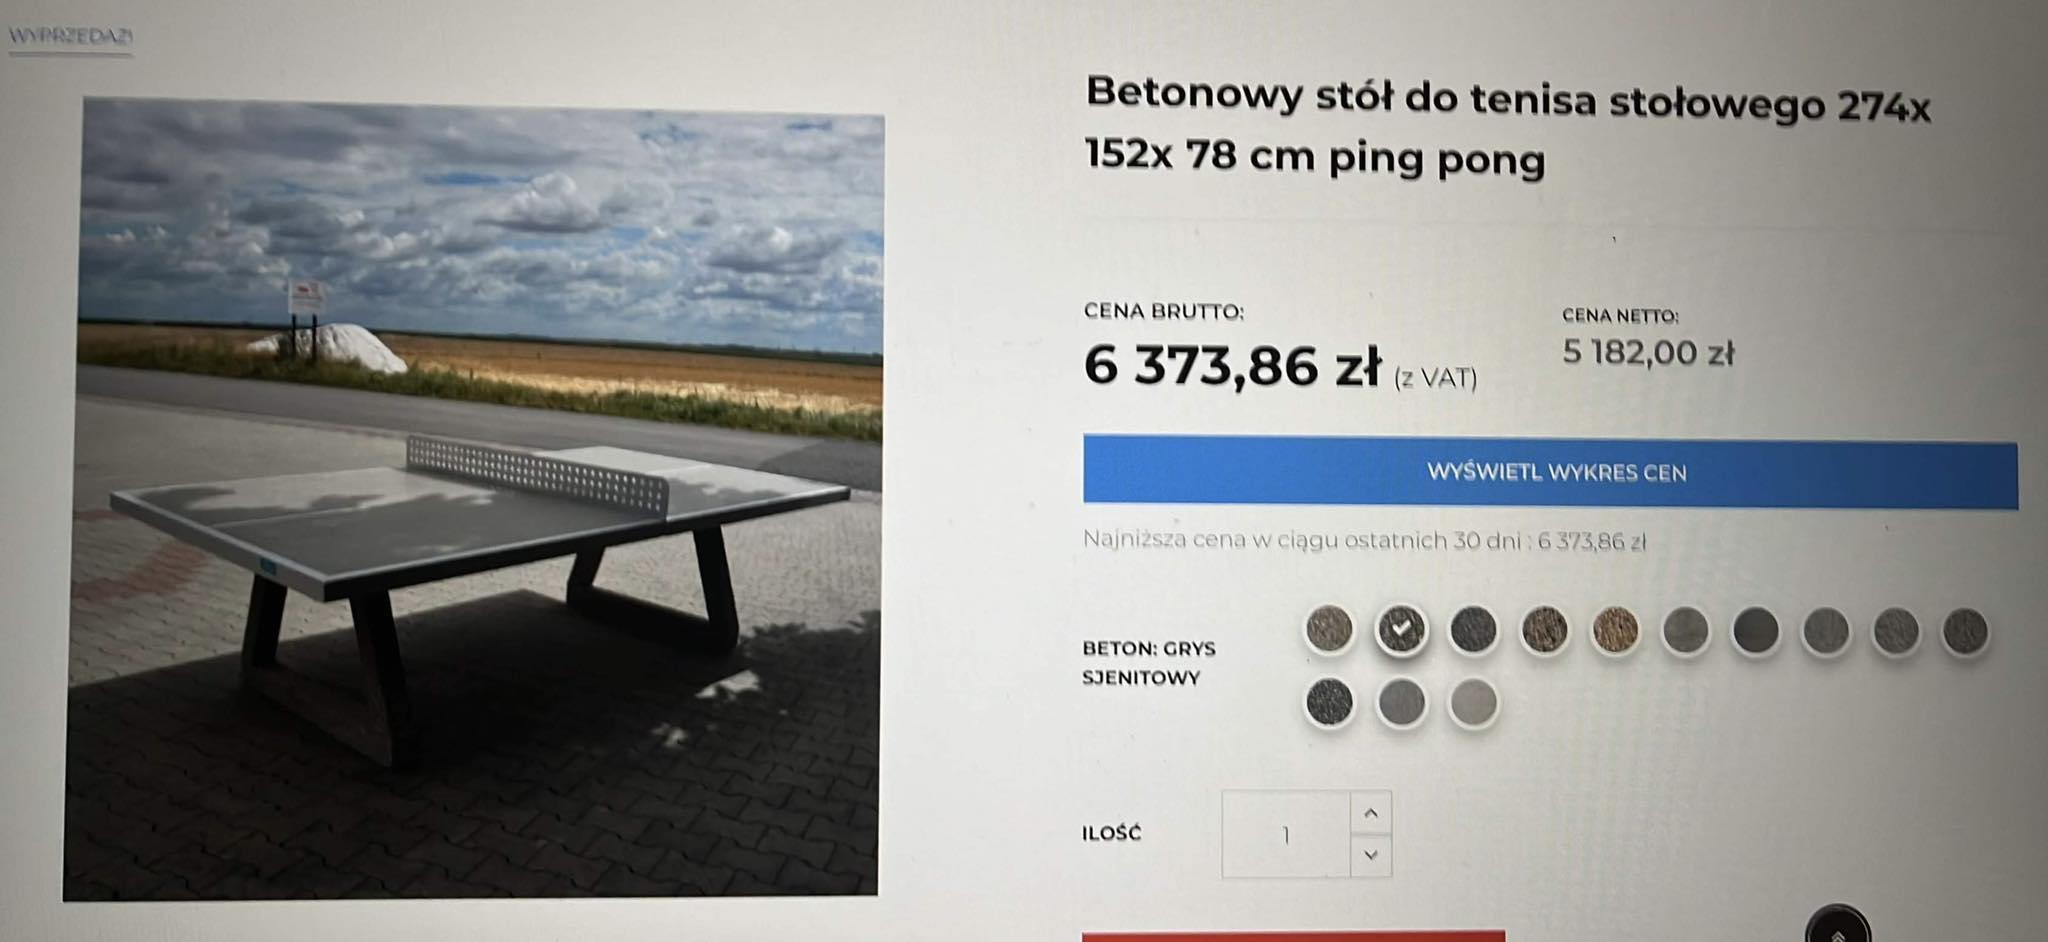 WYPRZEDAŻ!
Betonowy stół do tenisa stołowego 274x
152x 78 cm ping pong
CENA BRUTTO:
6 373,86 zł (z VAT)
CENA NETTO:
5 182,00 zł
WYŚWIETL WYKRES CEN
Najniższa cena w ciągu ostatnich 30 dni : 6 373,86 zł
BETON: GRYS
SJENITOWY
ILOŚĆ
1